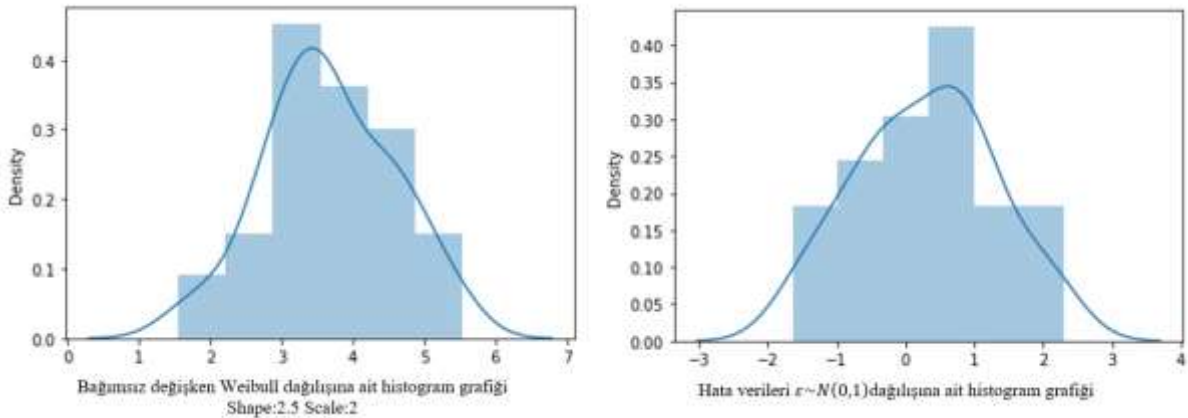 Density
0.4
0.3
0.2
0.1
0.0
0 1 2 3 4 5 6 7
Bağımsız değişken Weibull dağılışına ait histogram grafiği
Shape:2.5 Scale:2
Density
0.40
0.35
0.30
0.25
0.20
0.15
0.10
0.05
0.00
−3 −2 −1 0 1 2 3 4
Hata verileri ε~N(0,1)dağılışına ait histogram grafiği